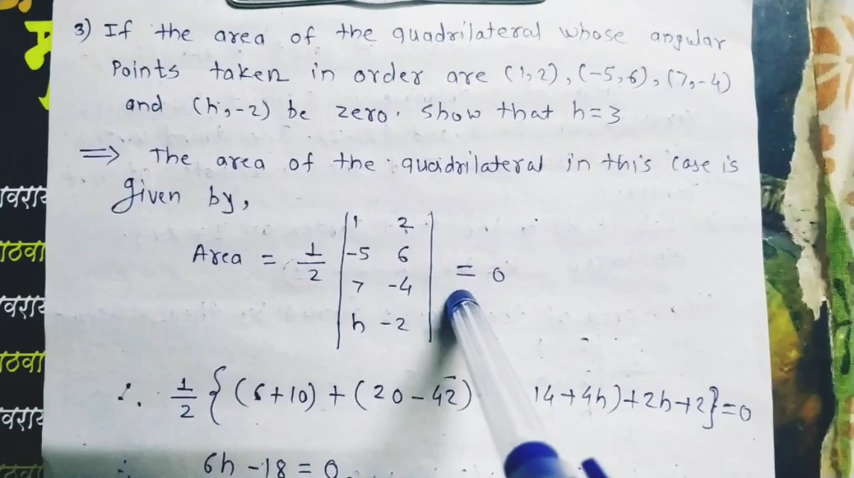 3) If the area of the quadrilateral whose angular
Points taken in order are (1,2), (-5,6), (7,-4)
and (h,-2) be zero. Show that h=3
⟹ The area of the quadrilateral in this case is
given by,
Area = 1/2 | 1 2
-5 6
7 -4
h -2 | = 0
∴ 1/2 {(6+10) + (20-42) 14+4h)+2h+2}=0
∴ 6h-18=0